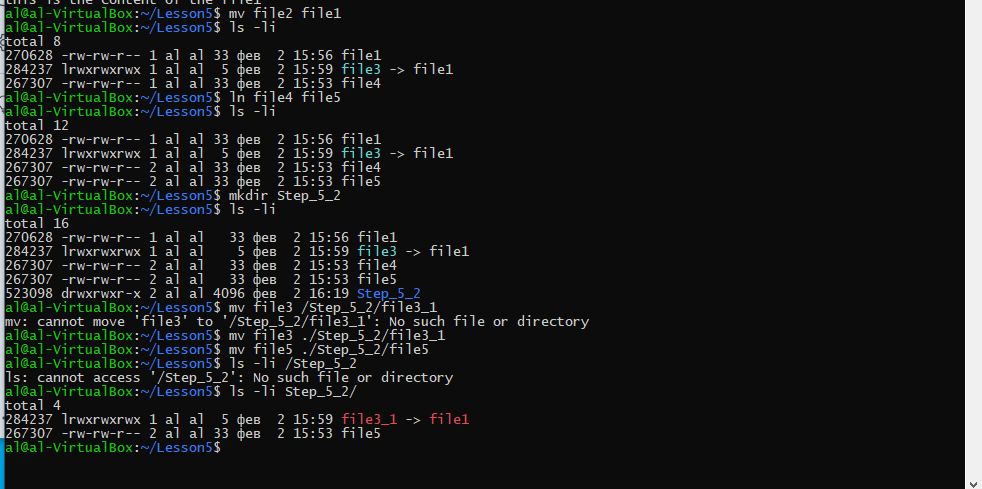 this is the content of the file1
al@al-VirtualBox:~/Lesson5$ mv file2 file1
al@al-VirtualBox:~/Lesson5$ ls -li
total 8
270628 -rw-rw-r-- 1 al al 33 фев  2 15:56 file1
284237 lrwxrwxrwx 1 al al  5 фев  2 15:59 file3 -> file1
267307 -rw-rw-r-- 1 al al 33 фев  2 15:53 file4
al@al-VirtualBox:~/Lesson5$ ln file4 file5
al@al-VirtualBox:~/Lesson5$ ls -li
total 12
270628 -rw-rw-r-- 1 al al 33 фев  2 15:56 file1
284237 lrwxrwxrwx 1 al al  5 фев  2 15:59 file3 -> file1
267307 -rw-rw-r-- 2 al al 33 фев  2 15:53 file4
267307 -rw-rw-r-- 2 al al 33 фев  2 15:53 file5
al@al-VirtualBox:~/Lesson5$ mkdir Step_5_2
al@al-VirtualBox:~/Lesson5$ ls -li
total 16
270628 -rw-rw-r-- 1 al al   33 фев  2 15:56 file1
284237 lrwxrwxrwx 1 al al    5 фев  2 15:59 file3 -> file1
267307 -rw-rw-r-- 2 al al   33 фев  2 15:53 file4
267307 -rw-rw-r-- 2 al al   33 фев  2 15:53 file5
523098 drwxrwxr-x 2 al al 4096 фев  2 16:19 Step_5_2
al@al-VirtualBox:~/Lesson5$ mv file3 /Step_5_2/file3_1
mv: cannot move 'file3' to '/Step_5_2/file3_1': No such file or directory
al@al-VirtualBox:~/Lesson5$ mv file3 ./Step_5_2/file3_1
al@al-VirtualBox:~/Lesson5$ mv file5 ./Step_5_2/file5
al@al-VirtualBox:~/Lesson5$ ls -li /Step_5_2
ls: cannot access '/Step_5_2': No such file or directory
al@al-VirtualBox:~/Lesson5$ ls -li Step_5_2/
total 4
284237 lrwxrwxrwx 1 al al  5 фев  2 15:59 file3_1 -> file1
267307 -rw-rw-r-- 2 al al 33 фев  2 15:53 file5
al@al-VirtualBox:~/Lesson5$